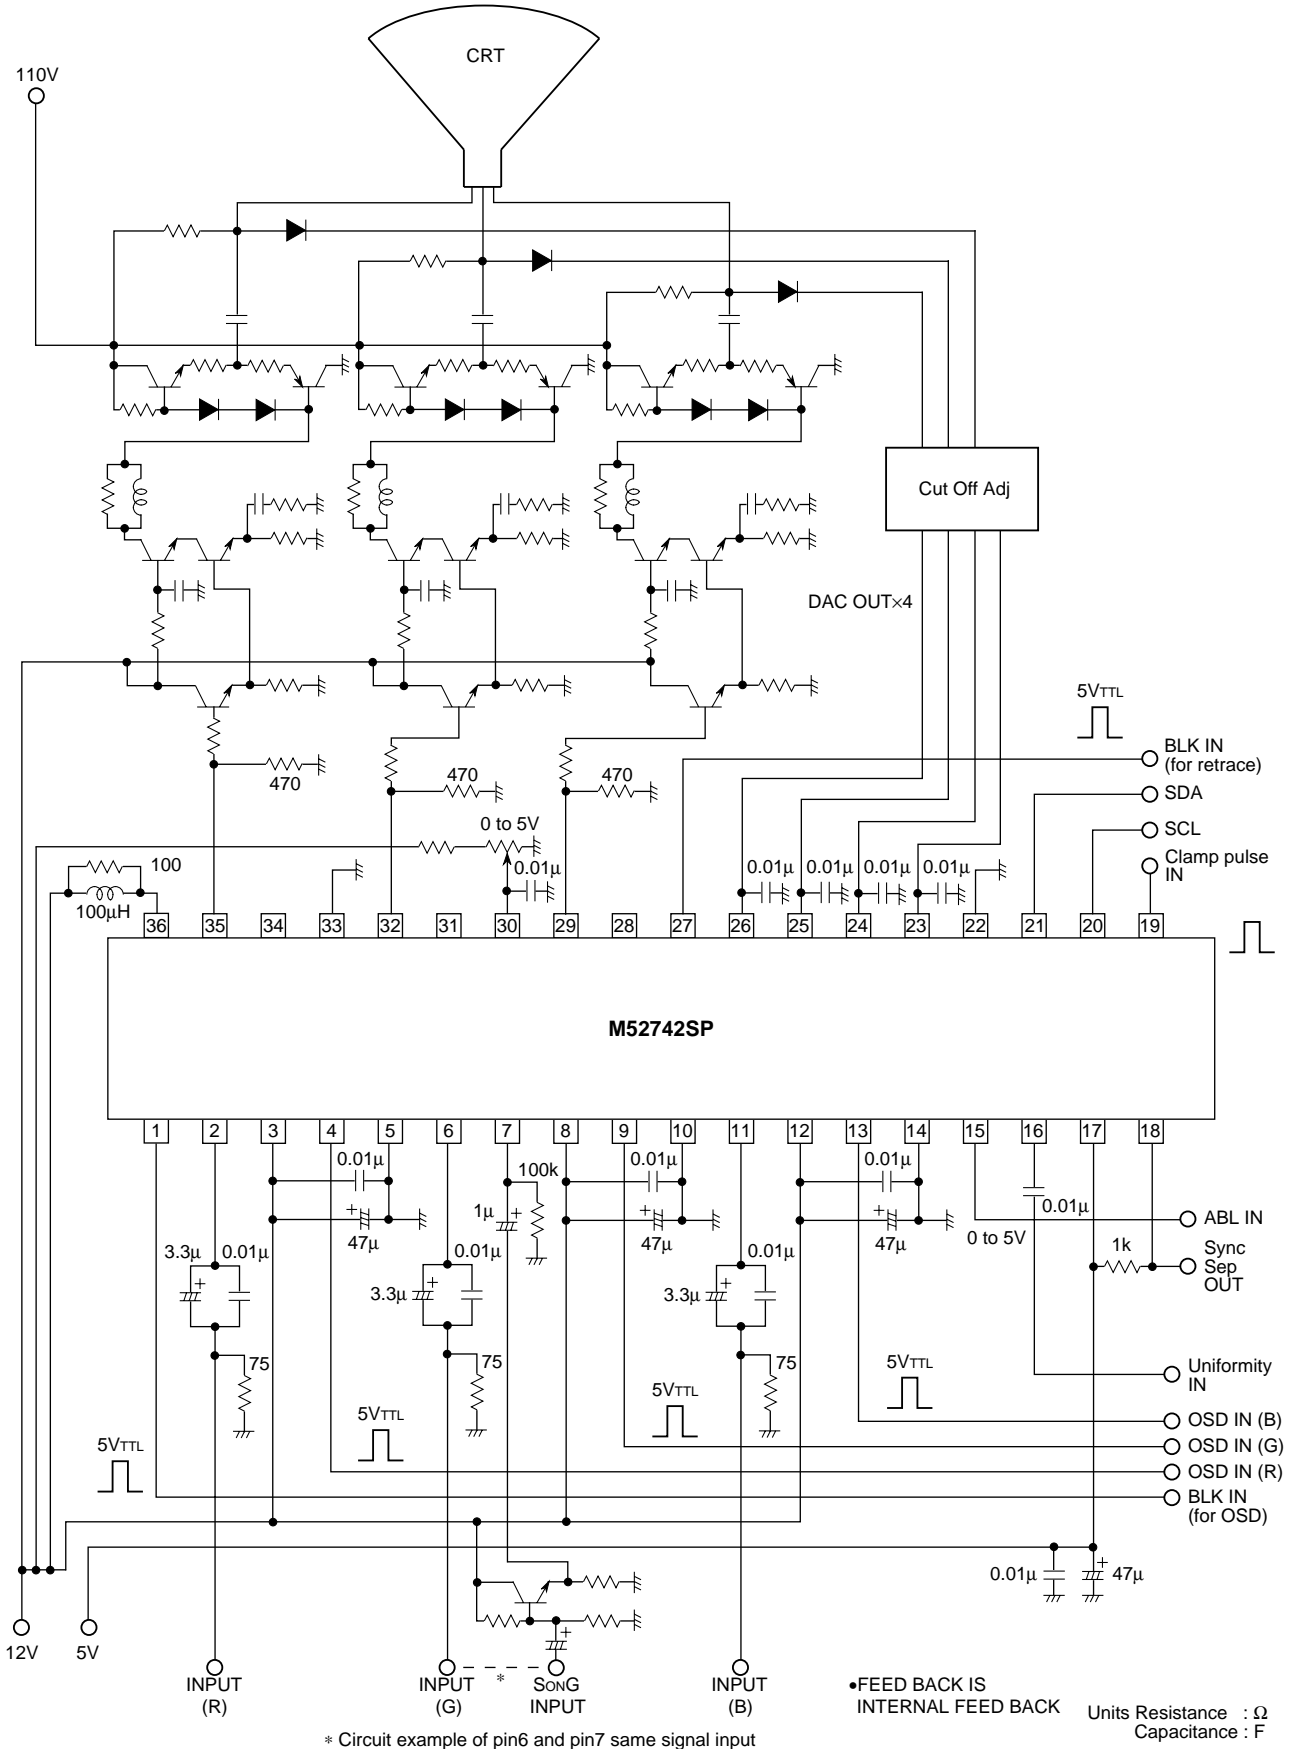 CRT
110V
Cut Off Adj
DAC OUT×4
5VTTL
BLK IN
(for retrace)
470
470
470
SDA
0 to 5V
SCL
100
0.01μ
0.01μ
0.01μ
0.01μ
0.01μ
Clamp pulse
IN
100μH
36
35
34
33
32
31
30
29
28
27
26
25
24
23
22
21
20
19
M52742SP
1
2
3
4
5
6
7
8
9
10
11
12
13
14
15
16
17
18
0.01μ
100k
0.01μ
0.01μ
1μ
0.01μ
+
47μ
+
+
47μ
+
47μ
0 to 5V
ABL IN
3.3μ
0.01μ
0.01μ
0.01μ
1k
Sync
Sep
OUT
+
3.3μ
+
3.3μ
+
75
75
75
5VTTL
Uniformity
IN
5VTTL
5VTTL
OSD IN (B)
5VTTL
OSD IN (G)
OSD IN (R)
BLK IN
(for OSD)
0.01μ
+
47μ
12V
5V
+
INPUT
(R)
INPUT
(G)
*
SONG
INPUT
INPUT
(B)
•FEED BACK IS
INTERNAL FEED BACK
Units Resistance : Ω
Capacitance : F
* Circuit example of pin6 and pin7 same signal input